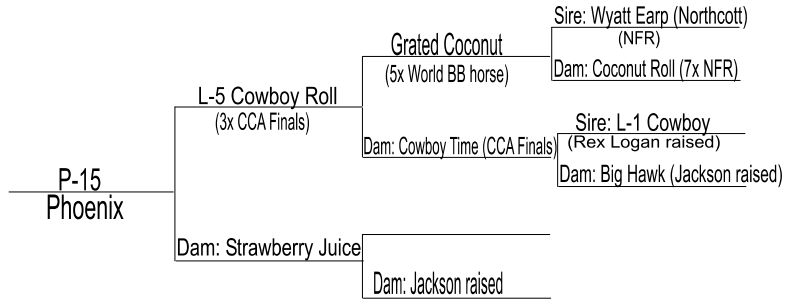 Sire: Wyatt Earp (Northcott)
(NFR)
Grated Coconut
(5x World BB horse)
Dam: Coconut Roll (7x NFR)
L-5 Cowboy Roll
(3x CCA Finals)
Sire: L-1 Cowboy
(Rex Logan raised)
Dam: Cowboy Time (CCA Finals)
Dam: Big Hawk (Jackson raised)
P-15
Phoenix
Dam: Strawberry Juice
Dam: Jackson raised